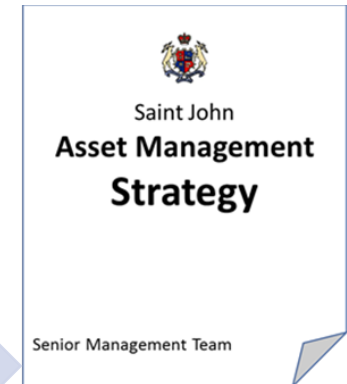 Saint John
Asset Management
Strategy
Senior Management Team